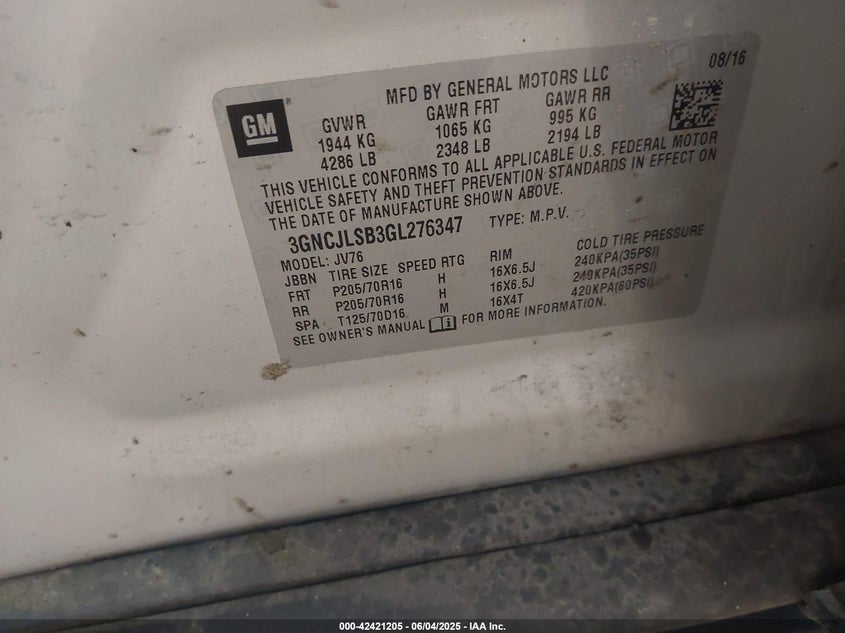 08/16
MFD BY GENERAL MOTORS LLC
GM
GVWR GAWR FRT GAWR RR
1944 KG 1065 KG 995 KG
4286 LB 2348 LB 2194 LB
THIS VEHICLE CONFORMS TO ALL APPLICABLE U.S. FEDERAL MOTOR
VEHICLE SAFETY AND THEFT PREVENTION STANDARDS IN EFFECT ON
THE DATE OF MANUFACTURE SHOWN ABOVE.
3GNCJLSB3GL276347 TYPE: M.P.V.
MODEL: JV76
JBBN TIRE SIZE SPEED RTG RIM COLD TIRE PRESSURE
FRT P205/70R16 H 16X6.5J 240KPA(35PSI)
RR P205/70R16 H 16X6.5J 240KPA(35PSI)
SPA T125/70D16 M 16X4T 420KPA(60PSI)
SEE OWNER'S MANUAL FOR MORE INFORMATION.
000-42421205 - 06/04/2025 - IAA Inc.